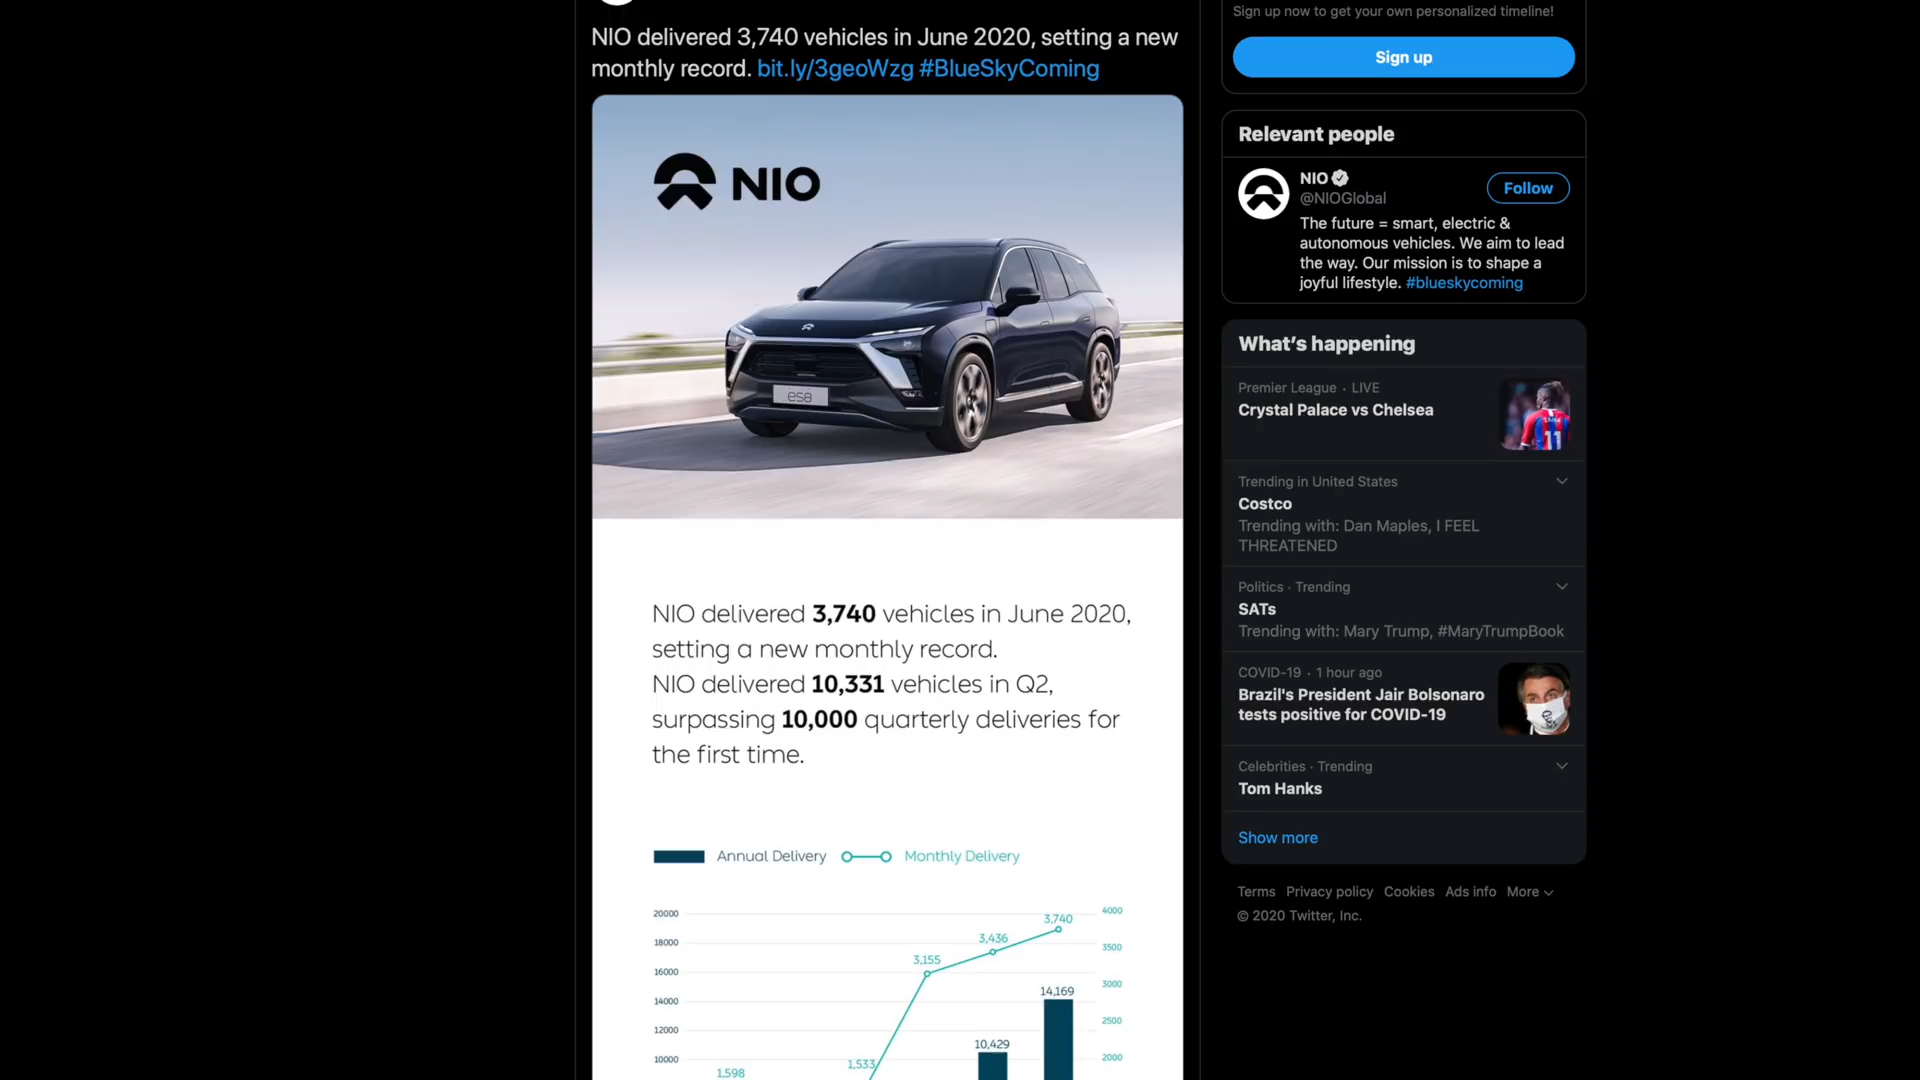 NIO delivered 3,740 vehicles in June 2020, setting a new
monthly record. bit.ly/3geoWzg #BlueSkyComing
NIO
es8
NIO delivered 3,740 vehicles in June 2020,
setting a new monthly record.
NIO delivered 10,331 vehicles in Q2,
surpassing 10,000 quarterly deliveries for
the first time.
Annual Delivery
Monthly Delivery
20000
18000
16000
14000
12000
10000
1,598
1,533
3,155
3,436
3,740
10,429
14,169
4000
3500
3000
2500
2000
Sign up now to get your own personalized timeline!
Sign up
Relevant people
NIO
@NIOGlobal
Follow
The future = smart, electric &
autonomous vehicles. We aim to lead
the way. Our mission is to shape a
joyful lifestyle. #blueskycoming
What's happening
Premier League · LIVE
Crystal Palace vs Chelsea
11
Trending in United States
Costco
Trending with: Dan Maples, I FEEL
THREATENED
Politics · Trending
SATs
Trending with: Mary Trump, #MaryTrumpBook
COVID-19 · 1 hour ago
Brazil's President Jair Bolsonaro
tests positive for COVID-19
Celebrities · Trending
Tom Hanks
Show more
Terms Privacy policy Cookies Ads info More
© 2020 Twitter, Inc.